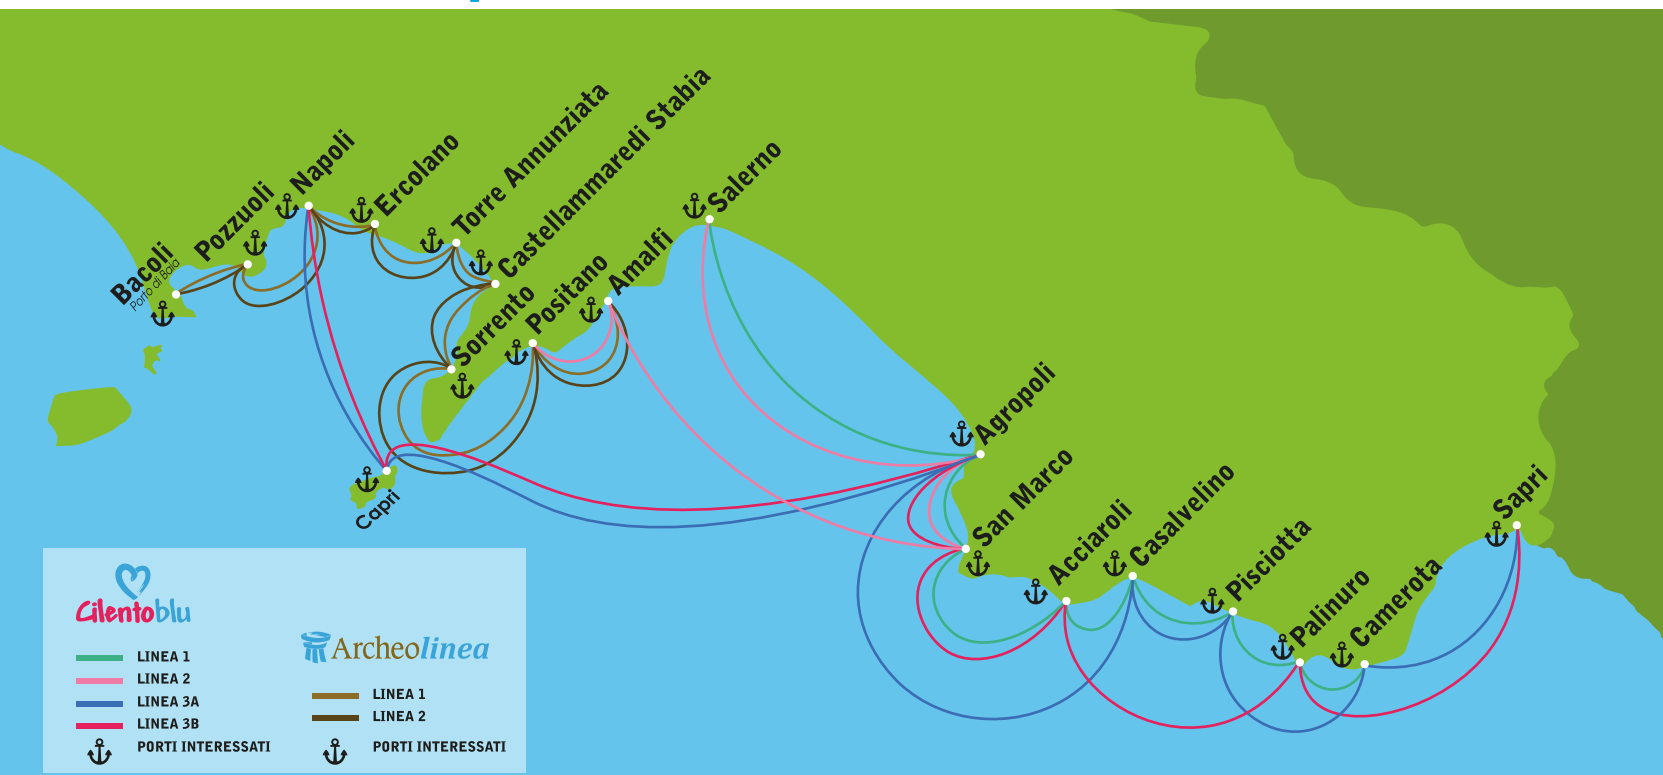 Bacoli
Porto di Baia
Pozzuoli
Napoli
Ercolano
Torre Annunziata
Castellammaredi Stabia
Sorrento
Positano
Amalfi
Salerno
Capri
Agropoli
San Marco
Acciaroli
Casalvelino
Pisciotta
Palinuro
Camerota
Sapri
Cilentoblu
LINEA 1
LINEA 2
LINEA 3A
LINEA 3B
PORTI INTERESSATI
Archeolinea
LINEA 1
LINEA 2
PORTI INTERESSATI